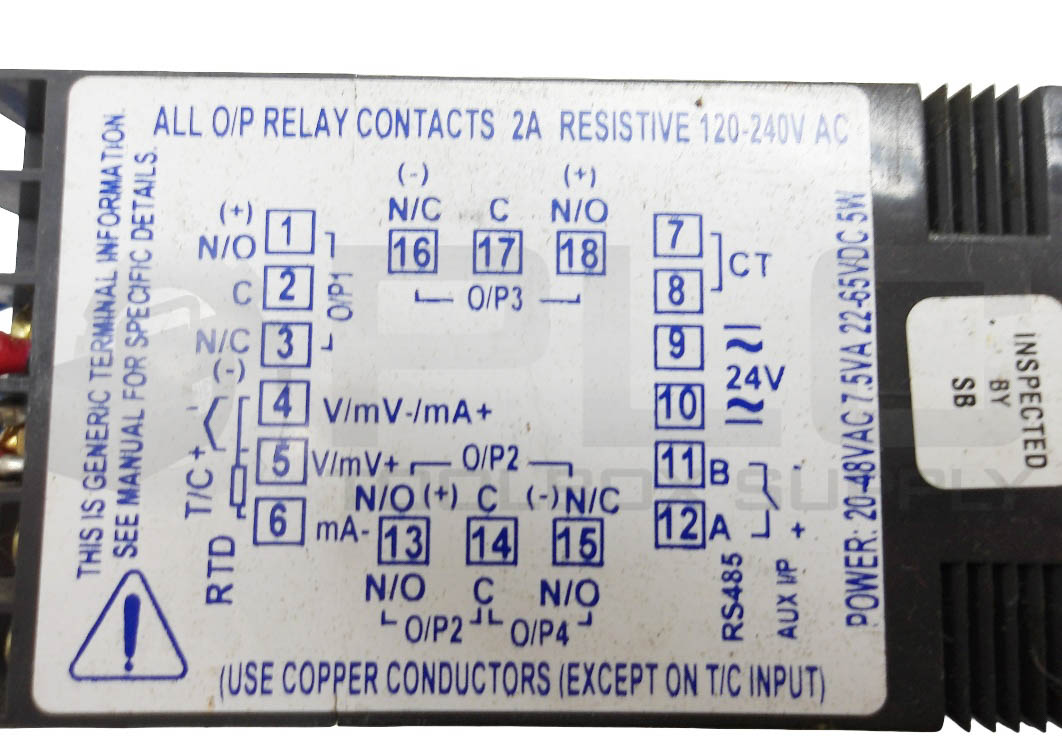 ALL O/P RELAY CONTACTS 2A RESISTIVE 120-240V AC
THIS IS GENERIC TERMINAL INFORMATION.
SEE MANUAL FOR SPECIFIC DETAILS.
(+)
N/O 1
C 2
N/C 3
O/P1
(-)
4 V/mV-/mA+
5 V/mV+
6 mA-
T/C + -
RTD
(-) (+)
N/C C N/O
16 17 18
O/P3
7
8
CT
9
24V
10
11 B -
12 A +
RS485
AUX I/P
O/P2
N/O (+) C (-) N/C
13 14 15
N/O C N/O
O/P2 O/P4
(USE COPPER CONDUCTORS (EXCEPT ON T/C INPUT)
POWER: 20-48VAC 7.5VA 22-65VDC 5W
INSPECTED
BY
SB
PLC
TOOLBOX SUPPLY